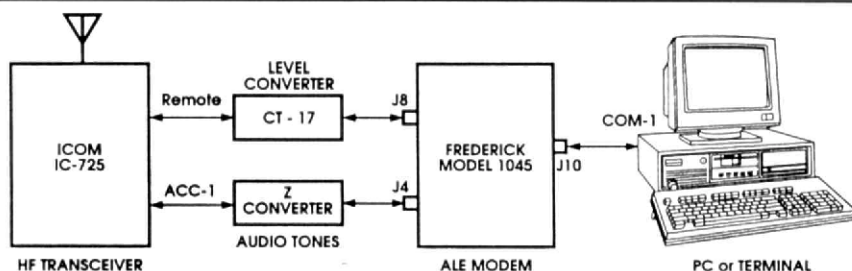 LEVEL
CONVERTER
Remote
CT - 17
J8
ICOM
IC-725
FREDERICK
MODEL 1045
COM-1
J10
ACC-1
Z
CONVERTER
J4
AUDIO TONES
HF TRANSCEIVER
ALE MODEM
PC or TERMINAL